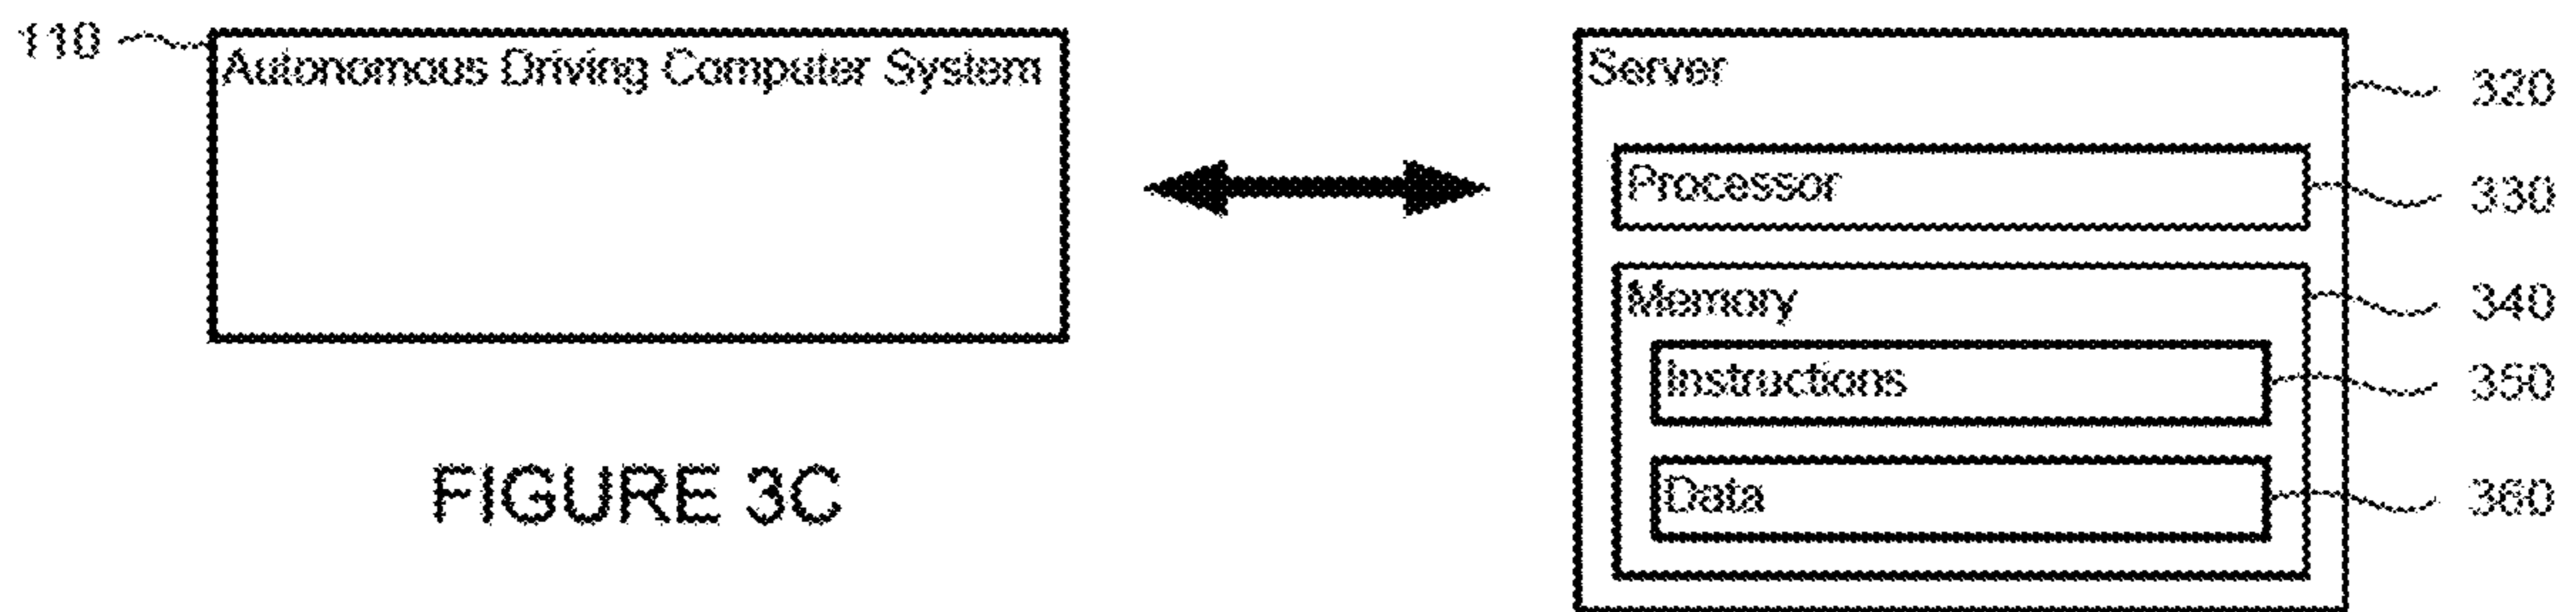 110
Autonomous Driving Computer System
Server
320
Processor
330
Memory
340
Instructions
350
Data
360
FIGURE 3C